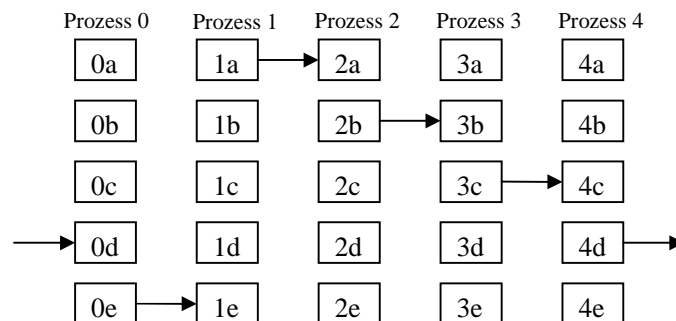 Prozess 0 Prozess 1 Prozess 2 Prozess 3 Prozess 4
0a 1a 2a 3a 4a
0b 1b 2b 3b 4b
0c 1c 2c 3c 4c
0d 1d 2d 3d 4d
0e 1e 2e 3e 4e